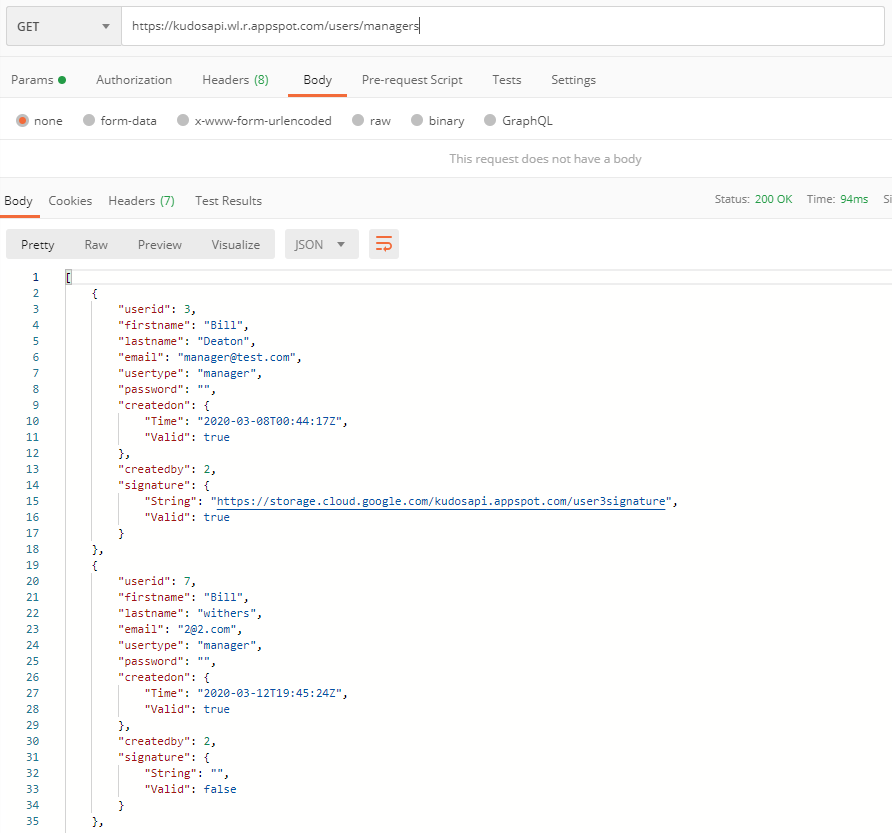 GET https://kudosapi.wl.r.appspot.com/users/managers
Params Authorization Headers (8) Body Pre-request Script Tests Settings
none form-data x-www-form-urlencoded raw binary GraphQL
This request does not have a body
Body Cookies Headers (7) Test Results Status: 200 OK Time: 94ms Si
Pretty Raw Preview Visualize JSON
1 [
2 {
3 "userid": 3,
4 "firstname": "Bill",
5 "lastname": "Deaton",
6 "email": "manager@test.com",
7 "usertype": "manager",
8 "password": "",
9 "createdon": {
10 "Time": "2020-03-08T00:44:17Z",
11 "Valid": true
12 },
13 "createdby": 2,
14 "signature": {
15 "String": "https://storage.cloud.google.com/kudosapi.appspot.com/user3signature",
16 "Valid": true
17 }
18 },
19 {
20 "userid": 7,
21 "firstname": "Bill",
22 "lastname": "withers",
23 "email": "2@2.com",
24 "usertype": "manager",
25 "password": "",
26 "createdon": {
27 "Time": "2020-03-12T19:45:24Z",
28 "Valid": true
29 },
30 "createdby": 2,
31 "signature": {
32 "String": "",
33 "Valid": false
34 }
35 },